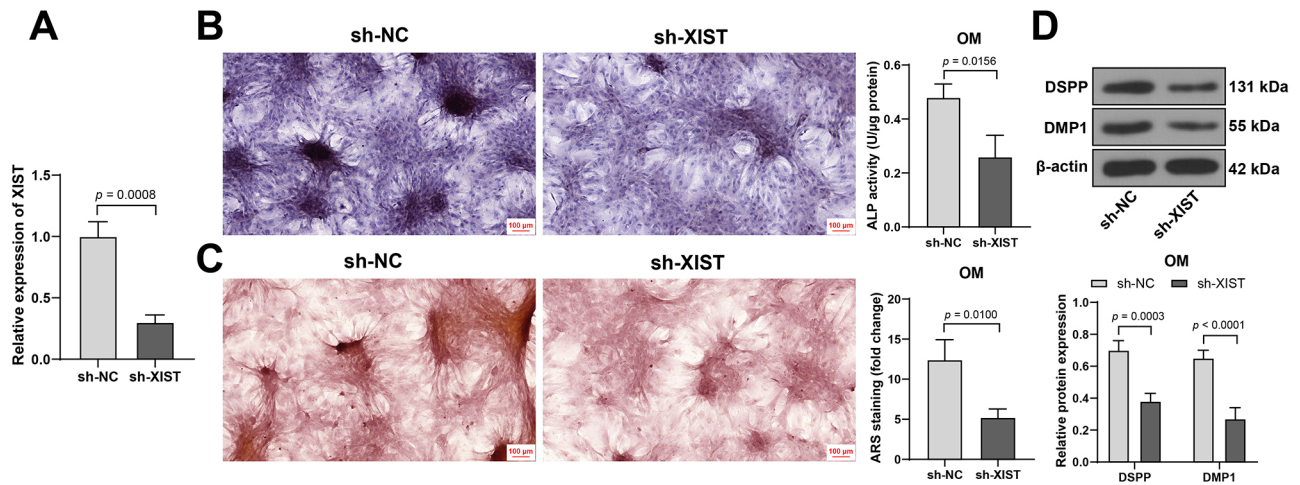 A
Relative expression of XIST
1.5
1.0
0.5
0.0
p = 0.0008
sh-NC
sh-XIST
B
sh-NC
sh-XIST
100 μm
100 μm
OM
ALP activity (U/μg protein)
0.6
0.4
0.2
0.0
p = 0.0156
sh-NC
sh-XIST
C
sh-NC
sh-XIST
100 μm
100 μm
OM
ARS staining (fold change)
20
15
10
5
0
p = 0.0100
sh-NC
sh-XIST
D
DSPP 131 kDa
DMP1 55 kDa
β-actin 42 kDa
sh-NC
sh-XIST
OM
sh-NC sh-XIST
Relative protein expression
1.0
0.8
0.6
0.4
0.2
0.0
p = 0.0003
p < 0.0001
DSPP
DMP1